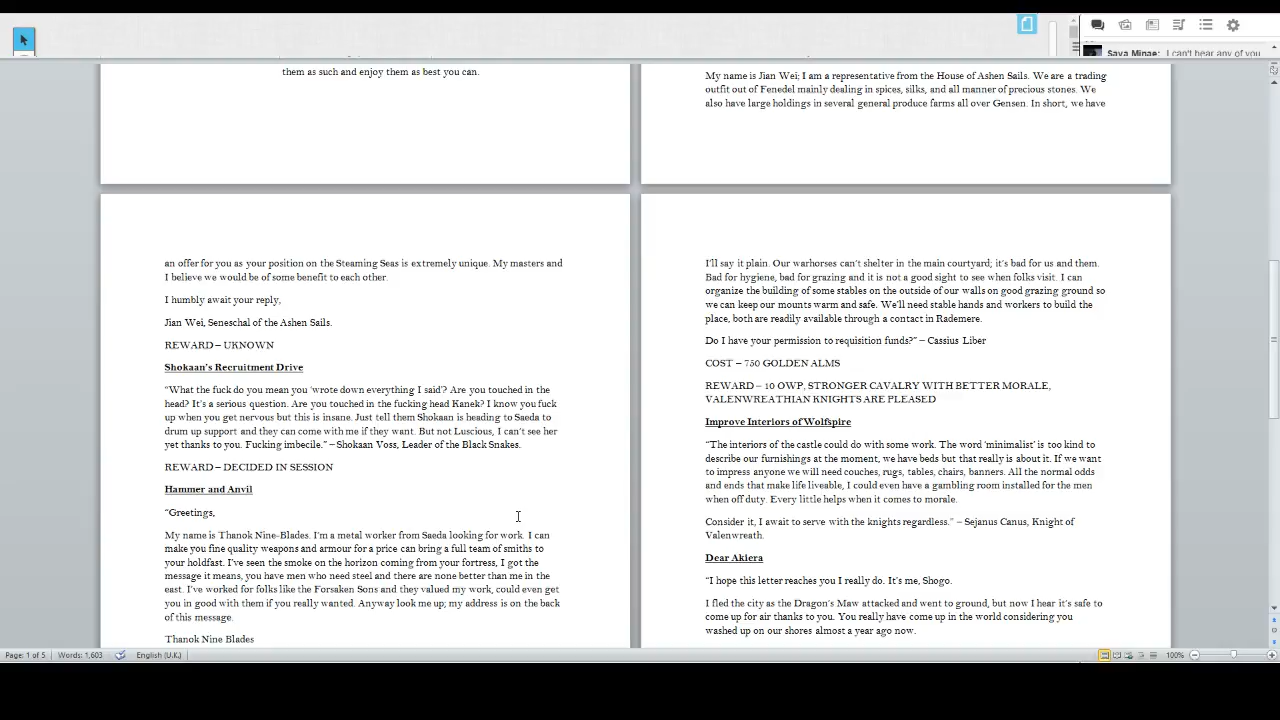 Saya Minae: I can't hear any of you
them as such and enjoy them as best you can.
My name is Jian Wei; I am a representative from the House of Ashen Sails. We are a trading
outfit out of Fenedel mainly dealing in spices, silks, and all manner of precious stones. We
also have large holdings in several general produce farms all over Gensen. In short, we have
an offer for you as your position on the Steaming Seas is extremely unique. My masters and
I believe we would be of some benefit to each other.
I humbly await your reply,
Jian Wei, Seneschal of the Ashen Sails.
REWARD – UKNOWN
Shokaan's Recruitment Drive
"What the fuck do you mean you 'wrote down everything I said'? Are you touched in the
head? It's a serious question. Are you touched in the fucking head Kanek? I know you fuck
up when you get nervous but this is insane. Just tell them Shokaan is heading to Saeda to
drum up support and they can come with me if they want. But not Luscious, I can't see her
yet thanks to you. Fucking imbecile." – Shokaan Voss, Leader of the Black Snakes.
REWARD – DECIDED IN SESSION
Hammer and Anvil
"Greetings,
My name is Thanok Nine-Blades. I'm a metal worker from Saeda looking for work. I can
make you fine quality weapons and armour for a price can bring a full team of smiths to
your holdfast. I've seen the smoke on the horizon coming from your fortress, I got the
message it means, you have men who need steel and there are none better than me in the
east. I've worked for folks like the Forsaken Sons and they valued my work, could even get
you in good with them if you really wanted. Anyway look me up; my address is on the back
of this message.
Thanok Nine Blades
I'll say it plain. Our warhorses can't shelter in the main courtyard; it's bad for us and them.
Bad for hygiene, bad for grazing and it is not a good sight to see when folks visit. I can
organize the building of some stables on the outside of our walls on good grazing ground so
we can keep our mounts warm and safe. We'll need stable hands and workers to build the
place, both are readily available through a contact in Rademere.
Do I have your permission to requisition funds?" – Cassius Liber
COST – 750 GOLDEN ALMS
REWARD – 10 OWP, STRONGER CAVALRY WITH BETTER MORALE,
VALENWREATHIAN KNIGHTS ARE PLEASED
Improve Interiors of Wolfspire
"The interiors of the castle could do with some work. The word 'minimalist' is too kind to
describe our furnishings at the moment, we have beds but that really is about it. If we want
to impress anyone we will need couches, rugs, tables, chairs, banners. All the normal odds
and ends that make life liveable, I could even have a gambling room installed for the men
when off duty. Every little helps when it comes to morale.
Consider it, I await to serve with the knights regardless." – Sejanus Canus, Knight of
Valenwreath.
Dear Akiera
"I hope this letter reaches you I really do. It's me, Shogo.
I fled the city as the Dragon's Maw attacked and went to ground, but now I hear it's safe to
come up for air thanks to you. You really have come up in the world considering you
washed up on our shores almost a year ago now.
Page: 1 of 5
Words: 1,603
English (U.K.)
100%